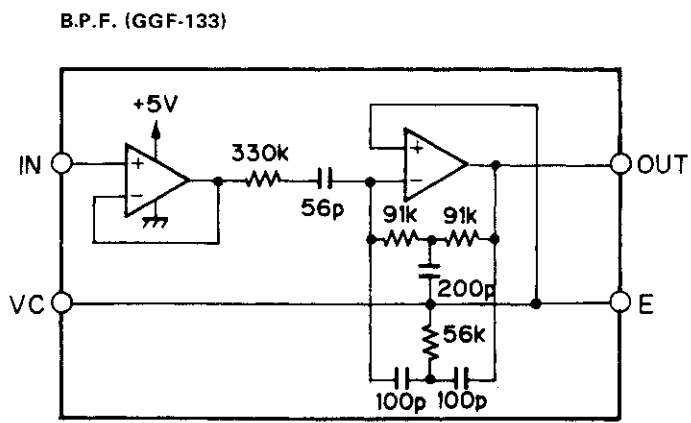 B.P.F. (GGF-133)
+5V
IN
+
−
330k
56p
+
−
OUT
91k
91k
200p
VC
E
56k
100p
100p